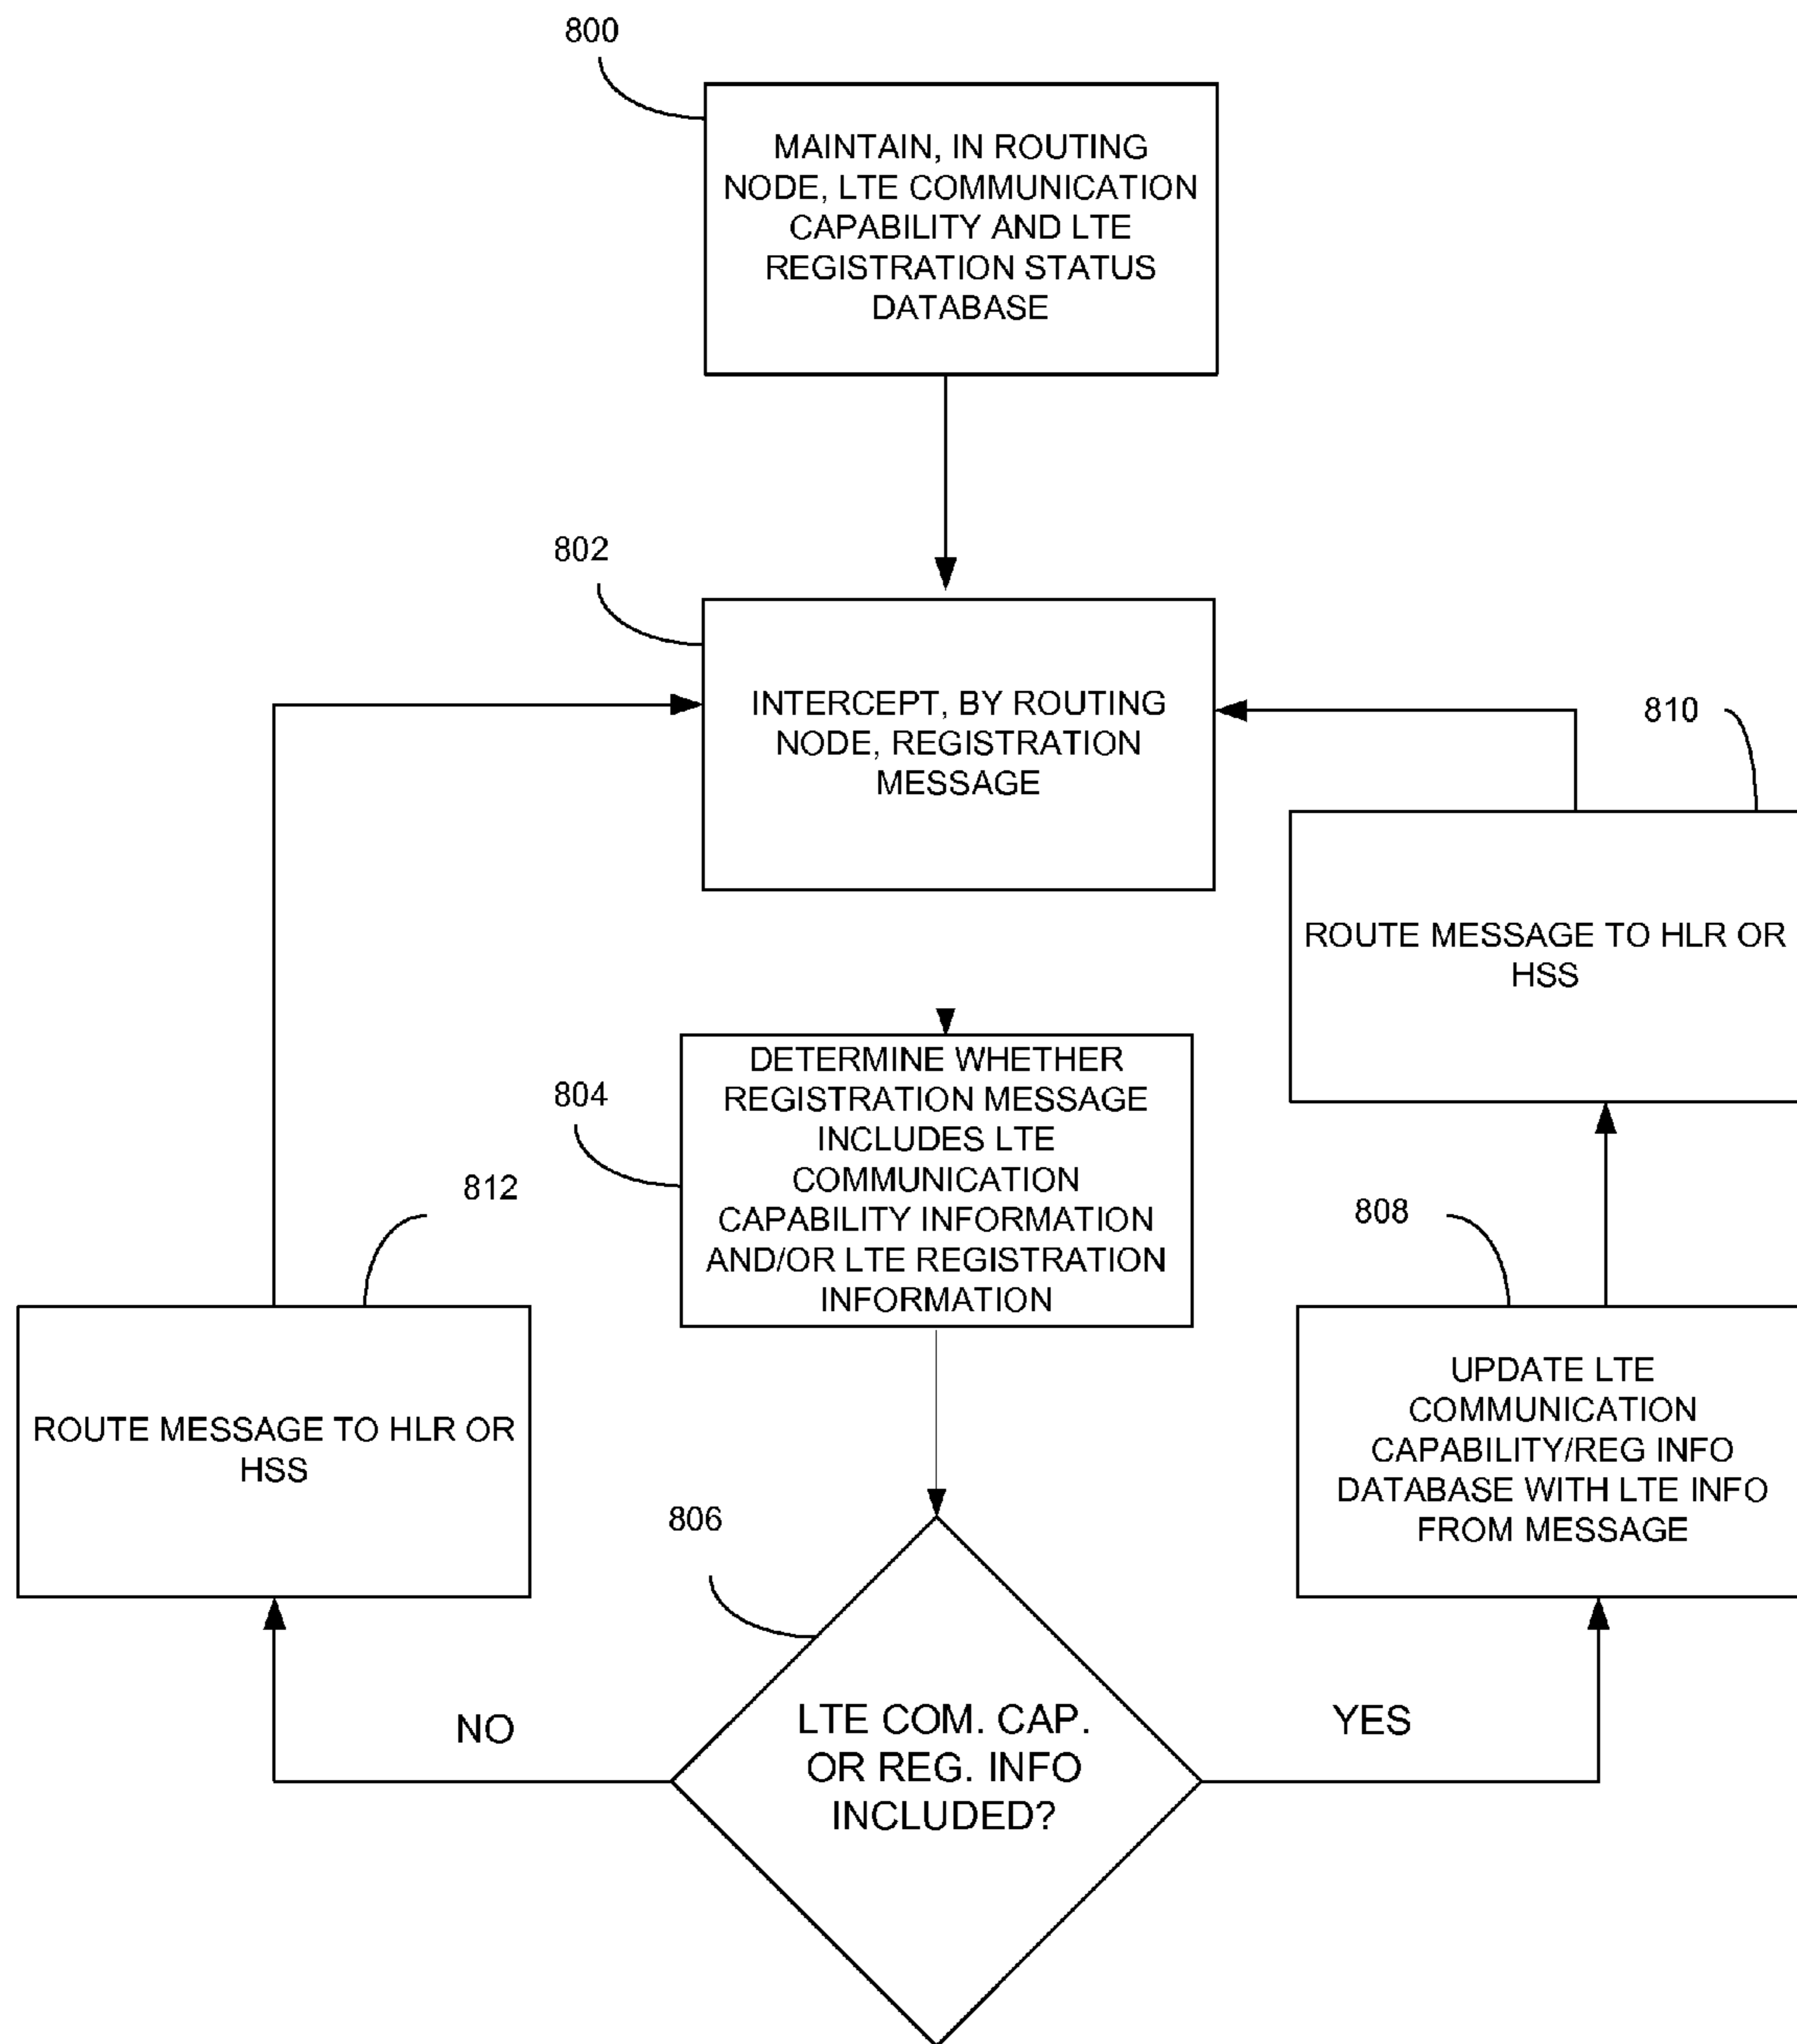 800
MAINTAIN, IN ROUTING
NODE, LTE COMMUNICATION
CAPABILITY AND LTE
REGISTRATION STATUS
DATABASE
802
INTERCEPT, BY ROUTING
NODE, REGISTRATION
MESSAGE
810
ROUTE MESSAGE TO HLR OR
HSS
804
DETERMINE WHETHER
REGISTRATION MESSAGE
INCLUDES LTE
COMMUNICATION
CAPABILITY INFORMATION
AND/OR LTE REGISTRATION
INFORMATION
812
ROUTE MESSAGE TO HLR OR
HSS
808
UPDATE LTE
COMMUNICATION
CAPABILITY/REG INFO
DATABASE WITH LTE INFO
FROM MESSAGE
806
LTE COM. CAP.
OR REG. INFO
INCLUDED?
NO
YES